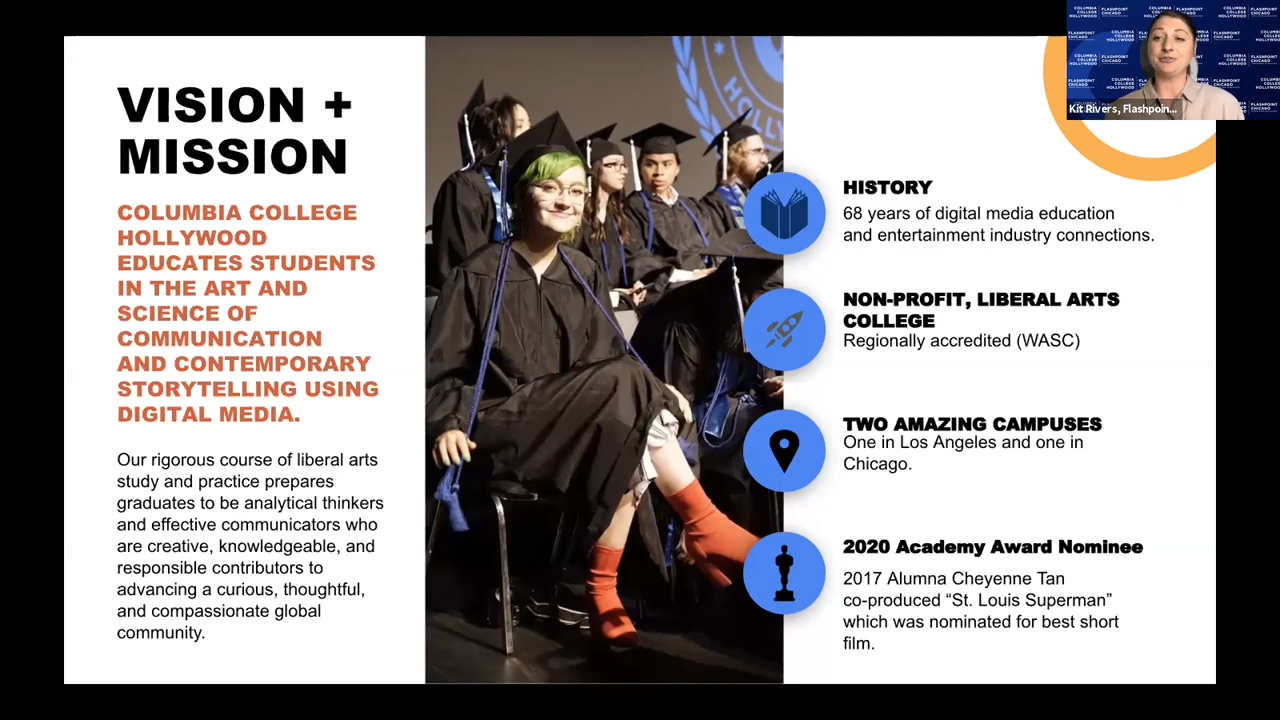 VISION +
MISSION
COLUMBIA COLLEGE
HOLLYWOOD
EDUCATES STUDENTS
IN THE ART AND
SCIENCE OF
COMMUNICATION
AND CONTEMPORARY
STORYTELLING USING
DIGITAL MEDIA.
Our rigorous course of liberal arts
study and practice prepares
graduates to be analytical thinkers
and effective communicators who
are creative, knowledgeable, and
responsible contributors to
advancing a curious, thoughtful,
and compassionate global
community.
HISTORY
68 years of digital media education
and entertainment industry connections.
NON-PROFIT, LIBERAL ARTS
COLLEGE
Regionally accredited (WASC)
TWO AMAZING CAMPUSES
One in Los Angeles and one in
Chicago.
2020 Academy Award Nominee
2017 Alumna Cheyenne Tan
co-produced “St. Louis Superman”
which was nominated for best short
film.
COLUMBIA
COLLEGE
HOLLYWOOD
FLASHPOINT
CHICAGO
Kit Rivers, Flashpoin...